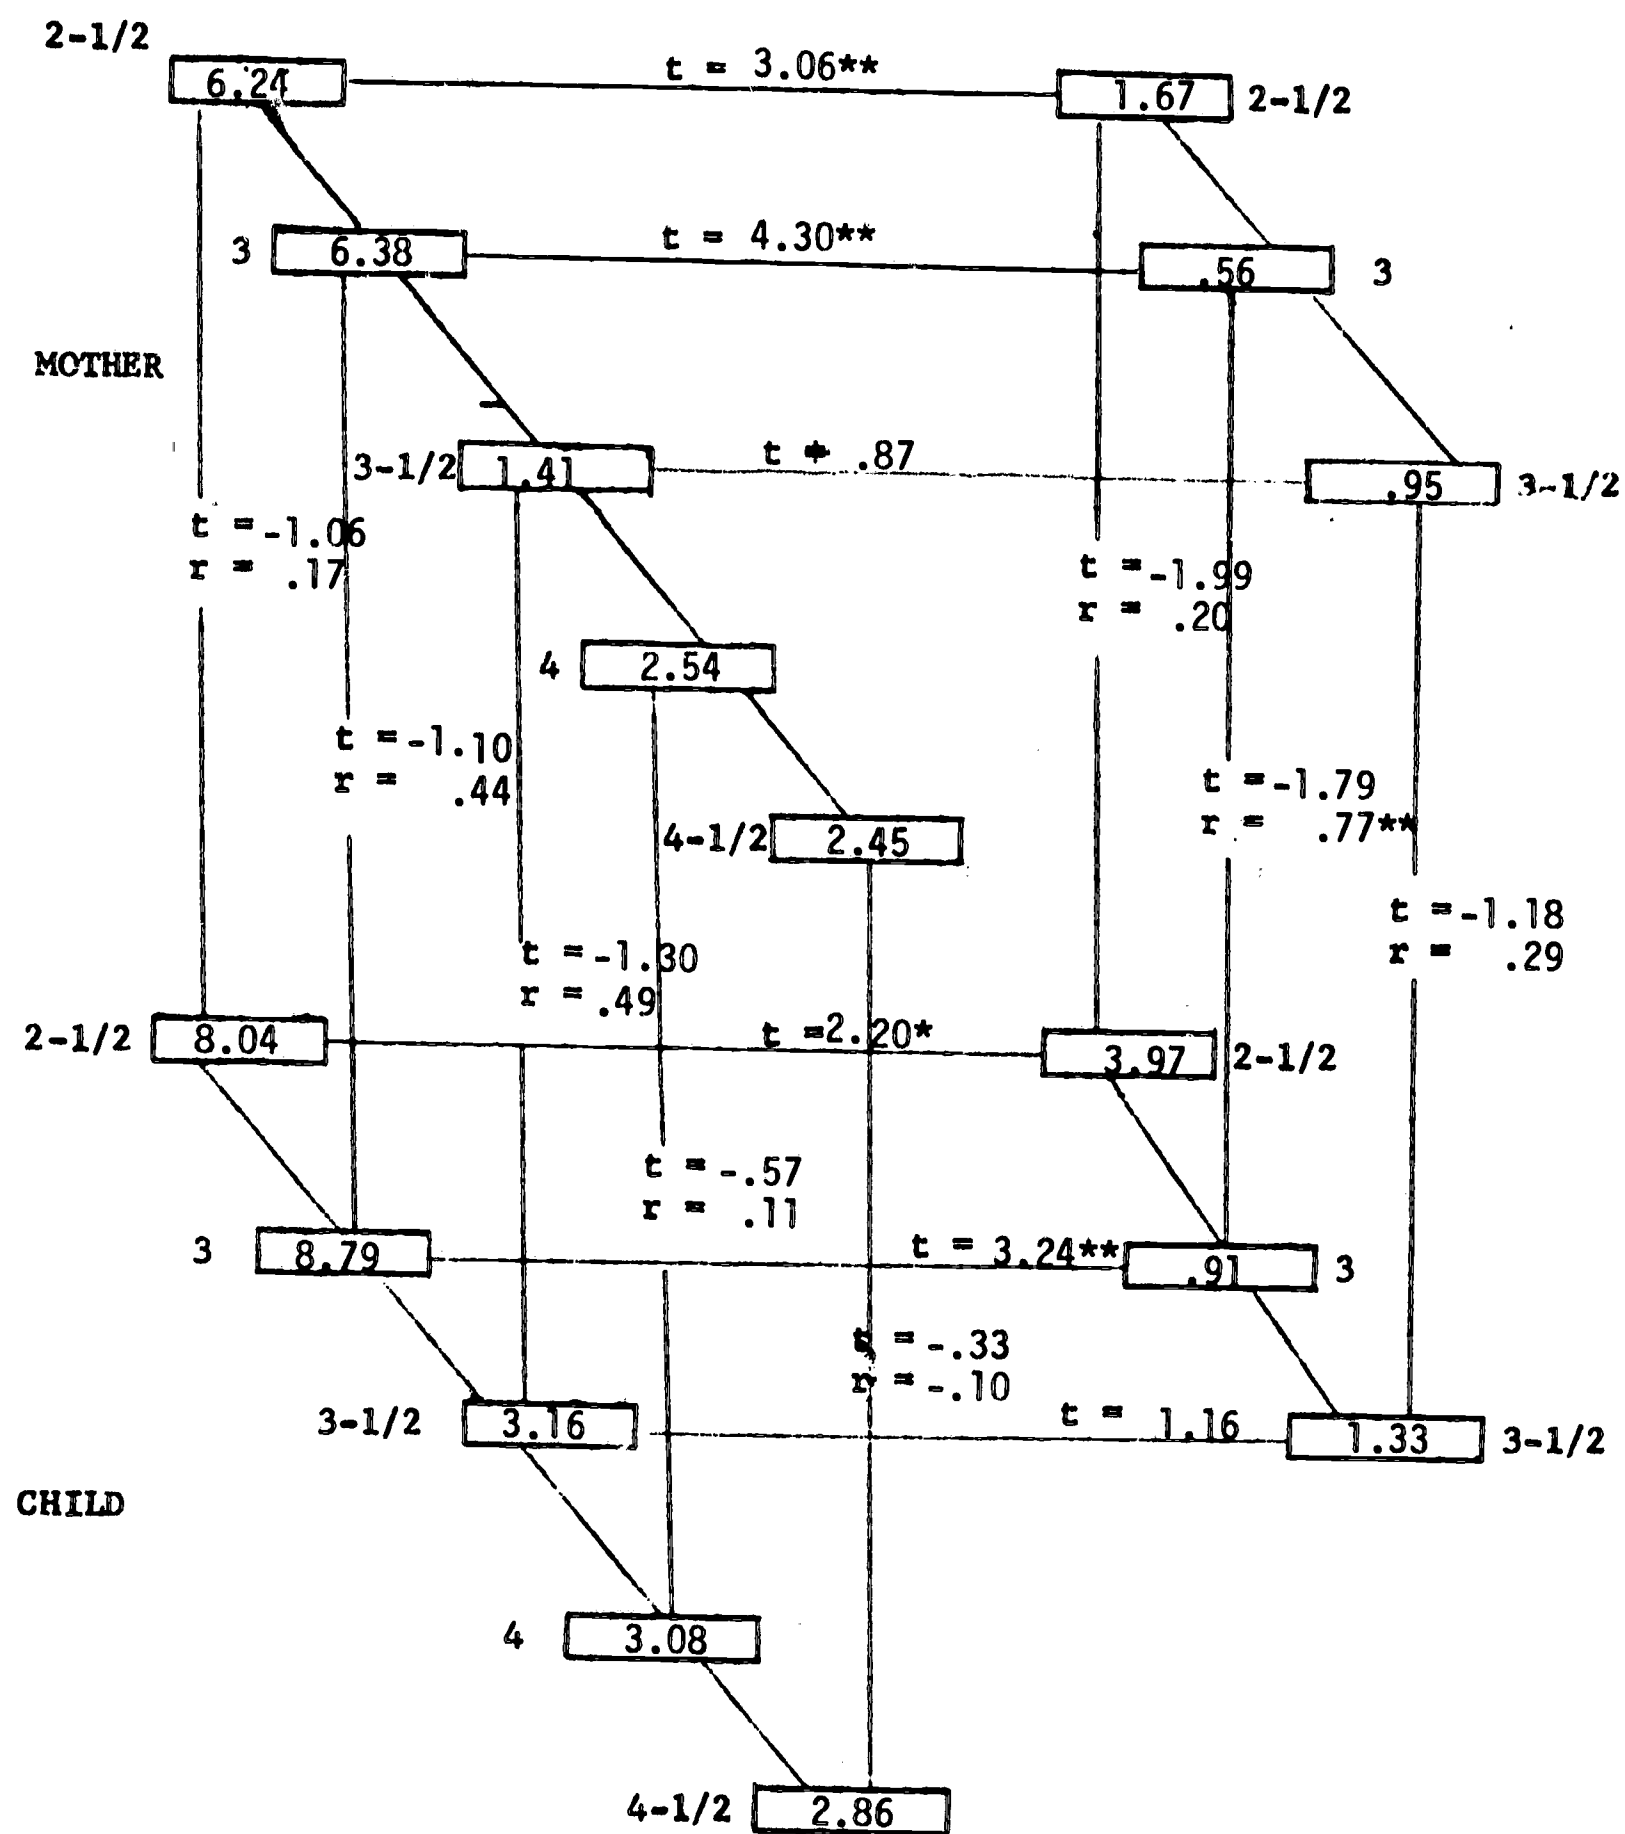 2-1/2
6.24 t = 3.06** 1.67 2-1/2
3 6.38 t = 4.30** .56 3
MOTHER
3-1/2 1.41 t = .87 .95 3-1/2
t = -1.06
r = .17
t = -1.99
r = .20
4 2.54
t = -1.10
r = .44
t = -1.79
r = .77**
4-1/2 2.45
t = -1.18
r = .29
t = -1.30
r = .49
2-1/2 8.04 t = 2.20* 3.97 2-1/2
t = -.57
r = .11
3 8.79 t = 3.24** .91 3
t = -.33
r = -.10
3-1/2 3.16 t = 1.16 1.33 3-1/2
CHILD
4 3.08
4-1/2 2.86